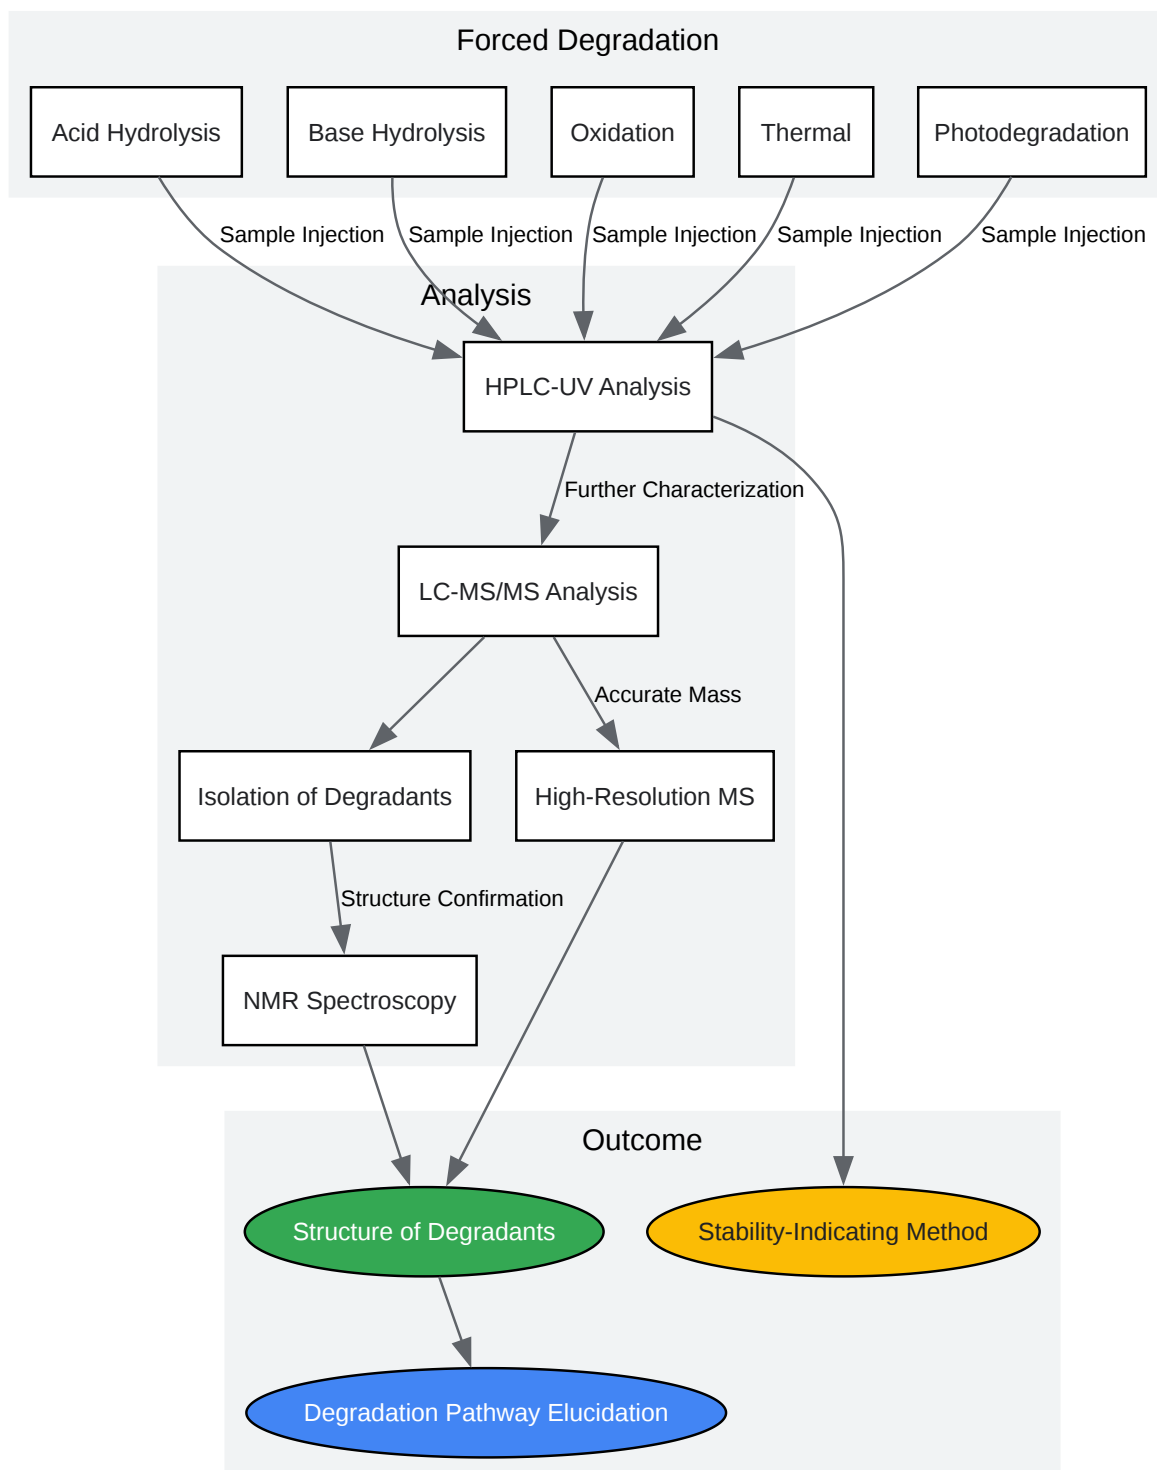 Forced Degradation
Acid Hydrolysis
Base Hydrolysis
Oxidation
Thermal
Photodegradation
Sample Injection
Sample Injection
Sample Injection
Sample Injection
Sample Injection
Analysis
HPLC-UV Analysis
Further Characterization
LC-MS/MS Analysis
Accurate Mass
Isolation of Degradants
High-Resolution MS
Structure Confirmation
NMR Spectroscopy
Outcome
Structure of Degradants
Stability-Indicating Method
Degradation Pathway Elucidation